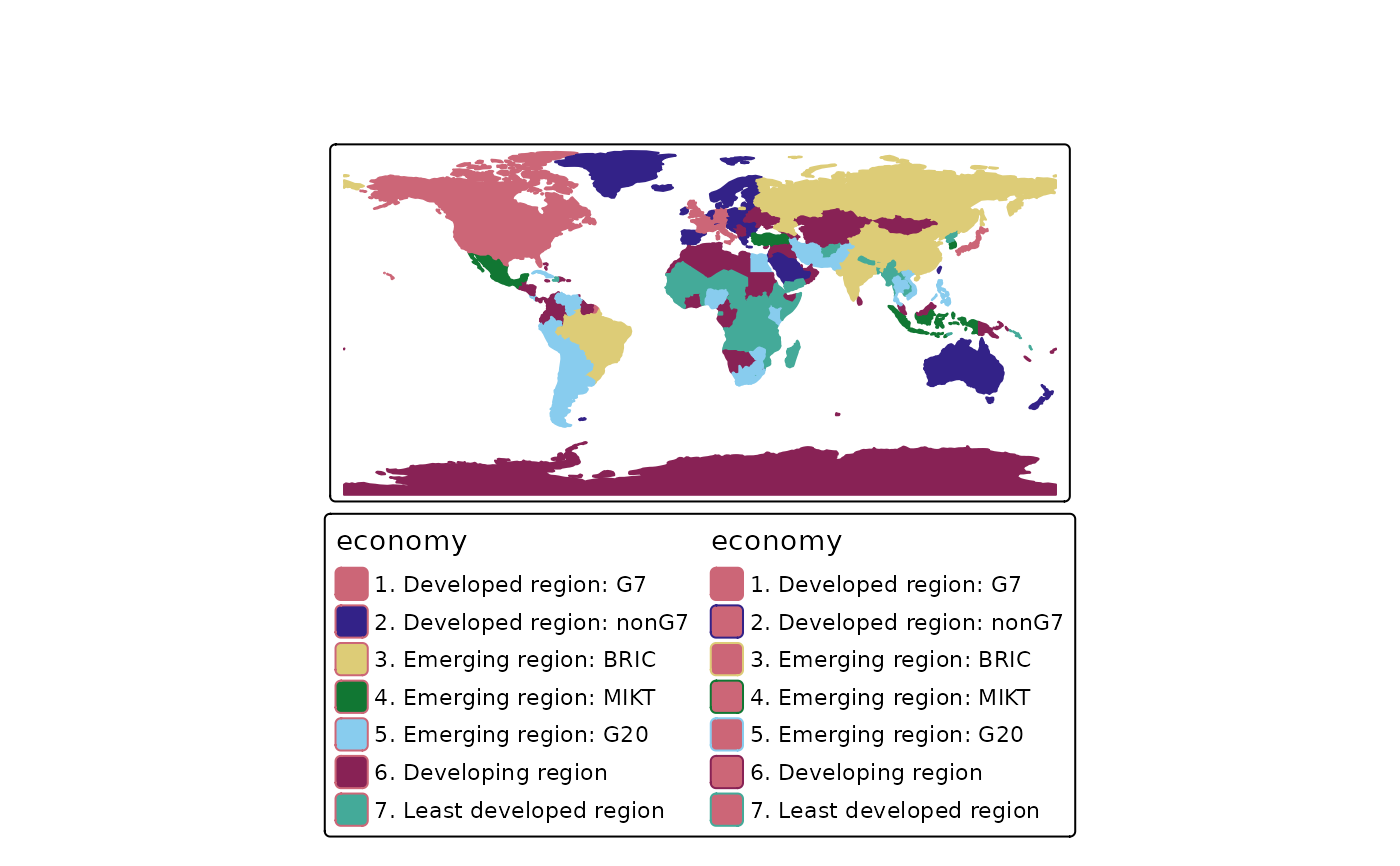 economy
1. Developed region: G7
2. Developed region: nonG7
3. Emerging region: BRIC
4. Emerging region: MIKT
5. Emerging region: G20
6. Developing region
7. Least developed region
economy
1. Developed region: G7
2. Developed region: nonG7
3. Emerging region: BRIC
4. Emerging region: MIKT
5. Emerging region: G20
6. Developing region
7. Least developed region